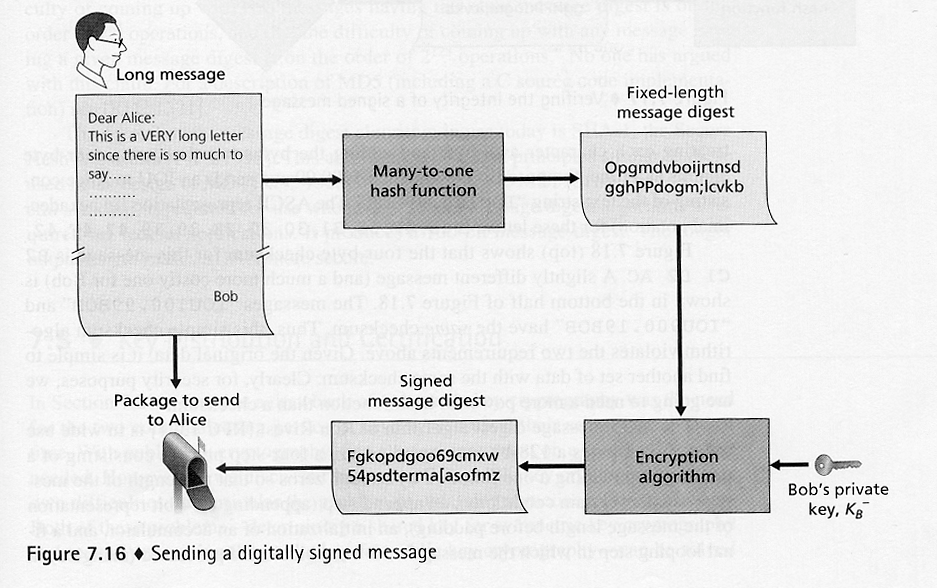 Long message
Dear Alice:
This is a VERY long letter
since there is so much to
say.....
..............
..............
Bob
Many-to-one
hash function
Fixed-length
message digest
Opgmdvboijrtnsd
gghPPdogm;lcvkb
Package to send
to Alice
Signed
message digest
Fgkopdgoo69cmxw
54psdterma[asofmz
Encryption
algorithm
Bob's private
key, K_B^-
Figure 7.16 ♦ Sending a digitally signed message